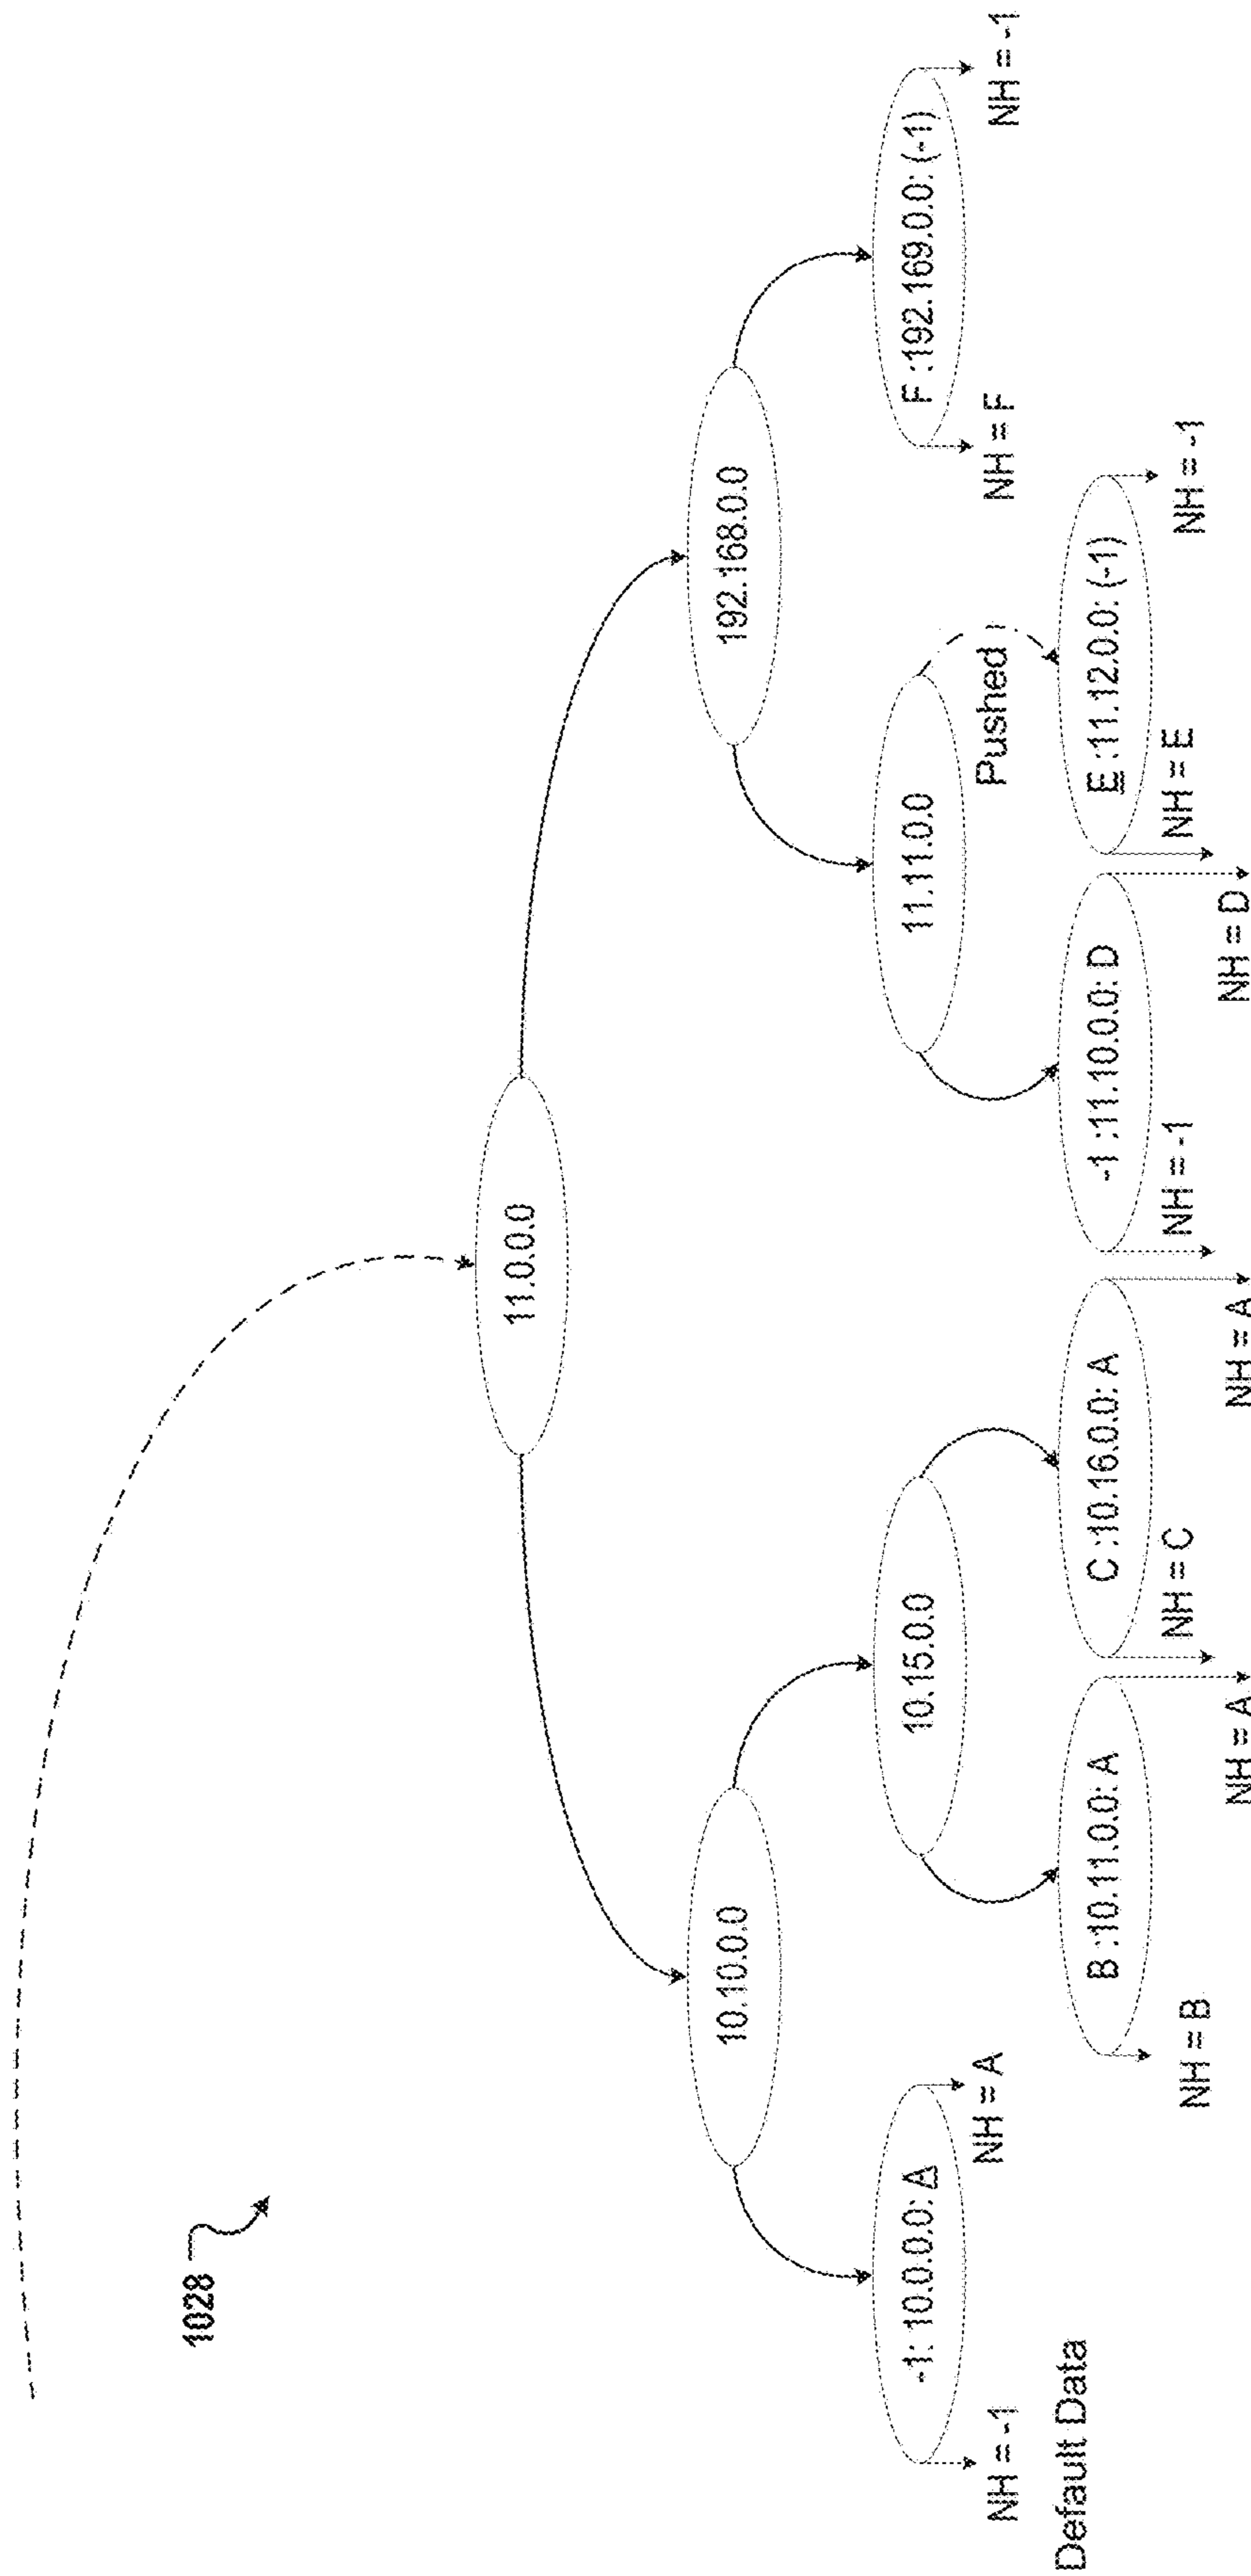 1028
11.0.0.0
10.10.0.0
192.168.0.0
-1: 10.0.0.0: A
10.15.0.0
11.11.0.0
F :192.169.0.0: (-1)
NH = -1
NH = A
Pushed
NH = F
NH = -1
Default Data
B :10.11.0.0: A
C :10.16.0.0: A
-1 :11.10.0.0: D
E :11.12.0.0: (-1)
NH = B
NH = C
NH = -1
NH = E
NH = -1
NH = A
NH = A
NH = D